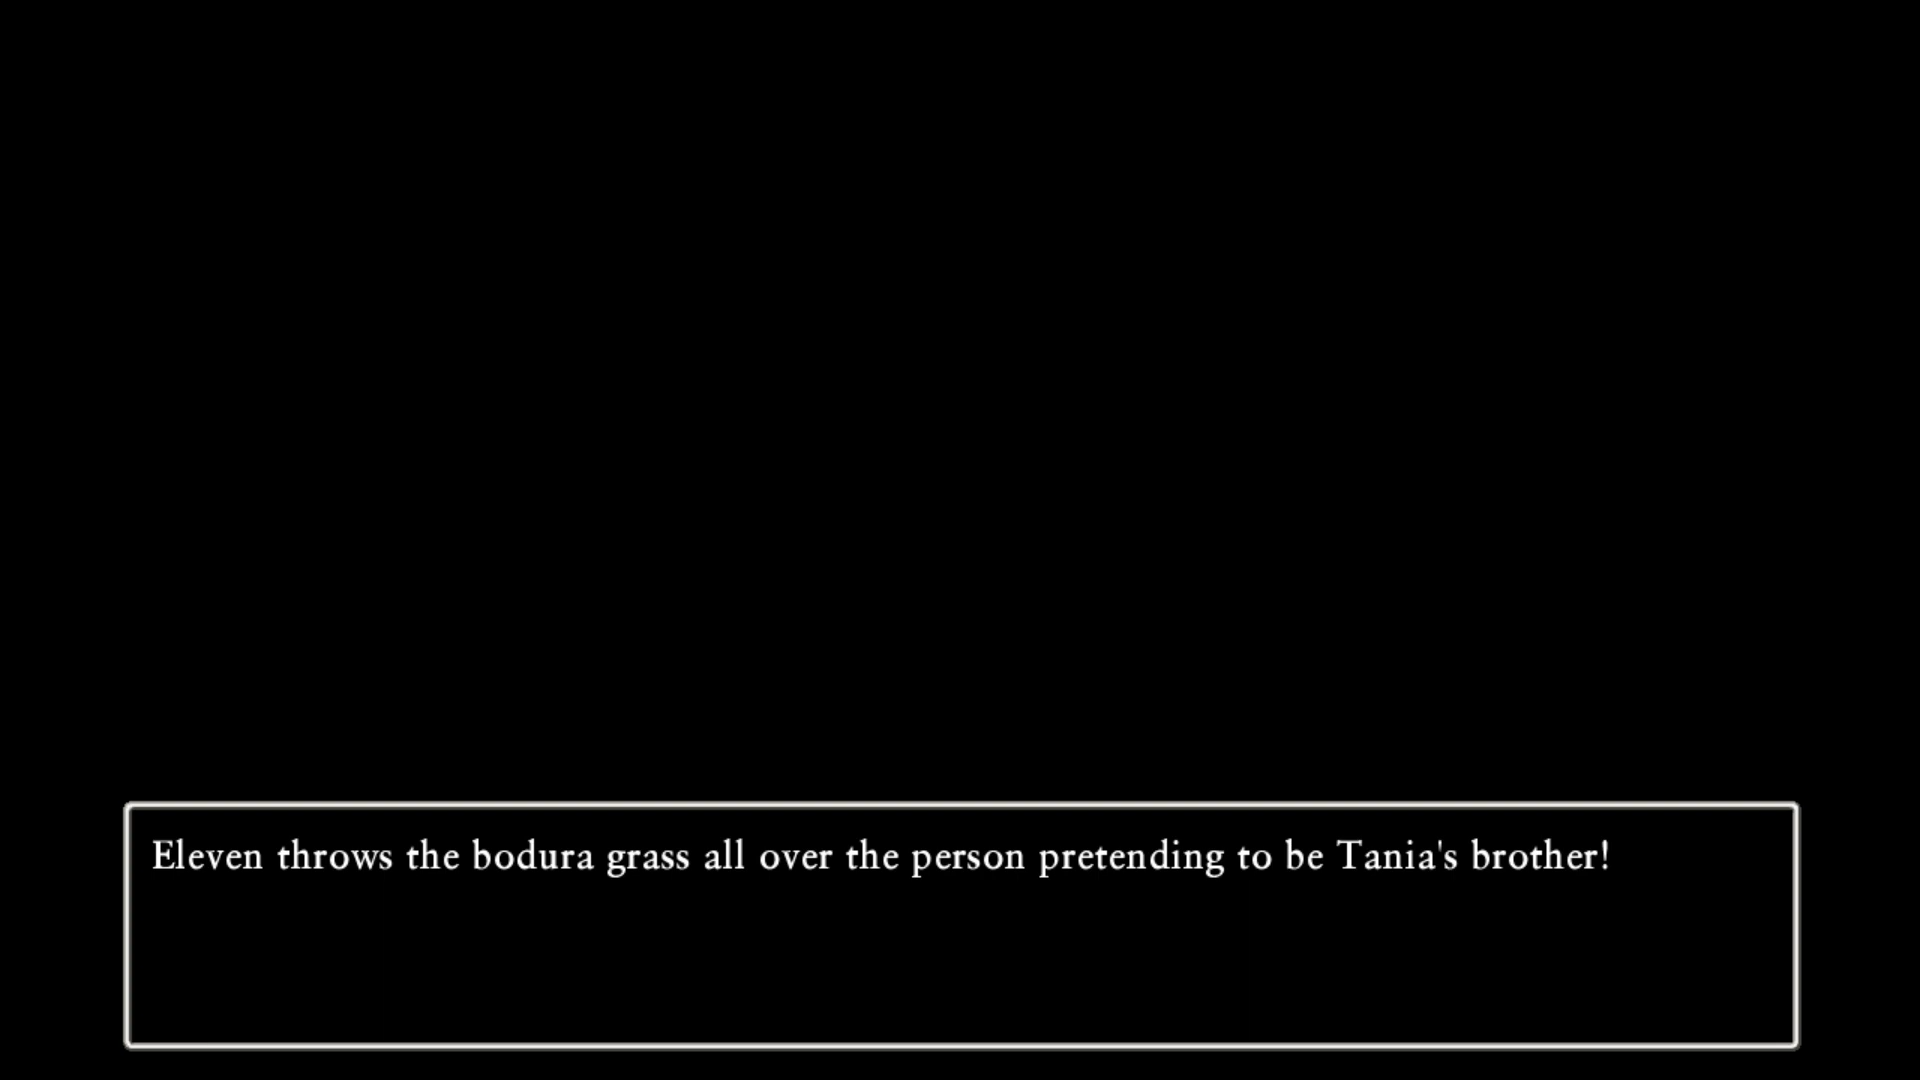 Eleven throws the bodura grass all over the person pretending to be Tania's brother!